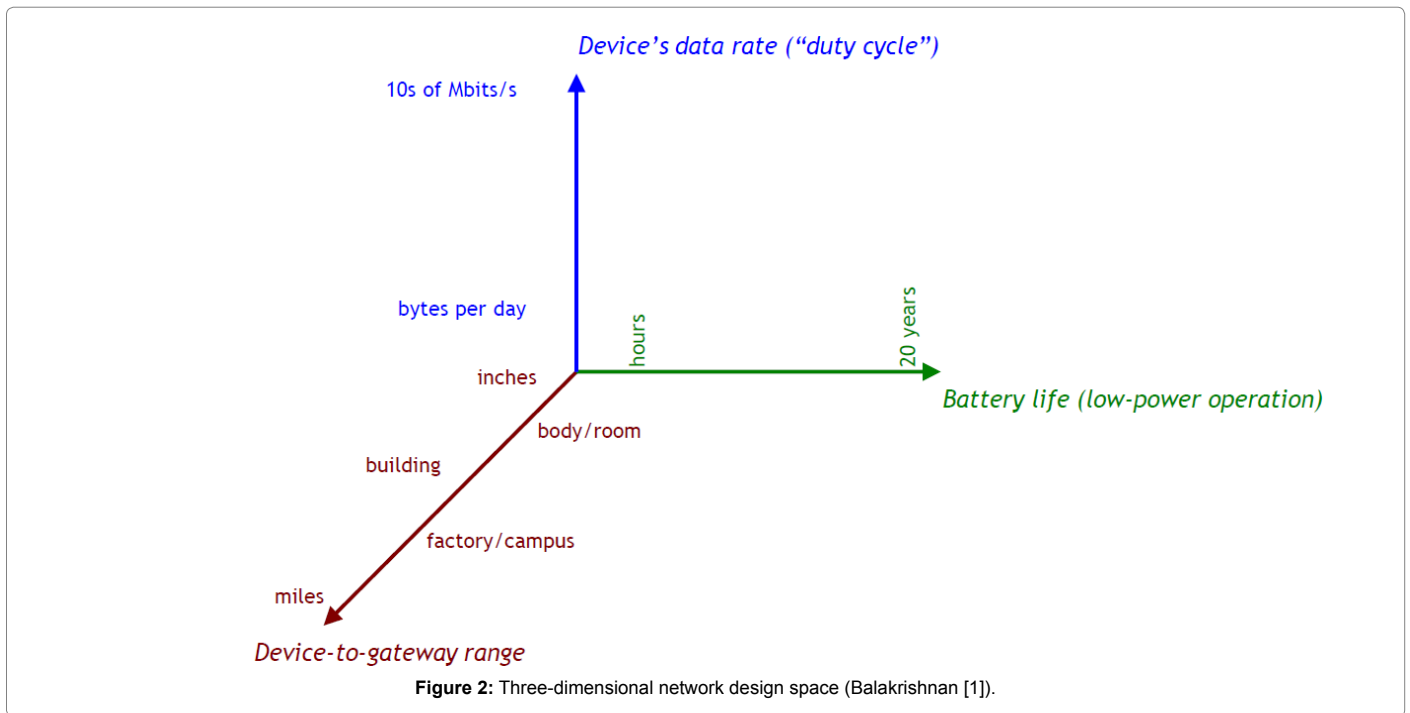 Device’s data rate (“duty cycle”)
10s of Mbits/s
bytes per day
hours
20 years
inches
Battery life (low-power operation)
body/room
building
factory/campus
miles
Device-to-gateway range
Figure 2: Three-dimensional network design space (Balakrishnan [1]).